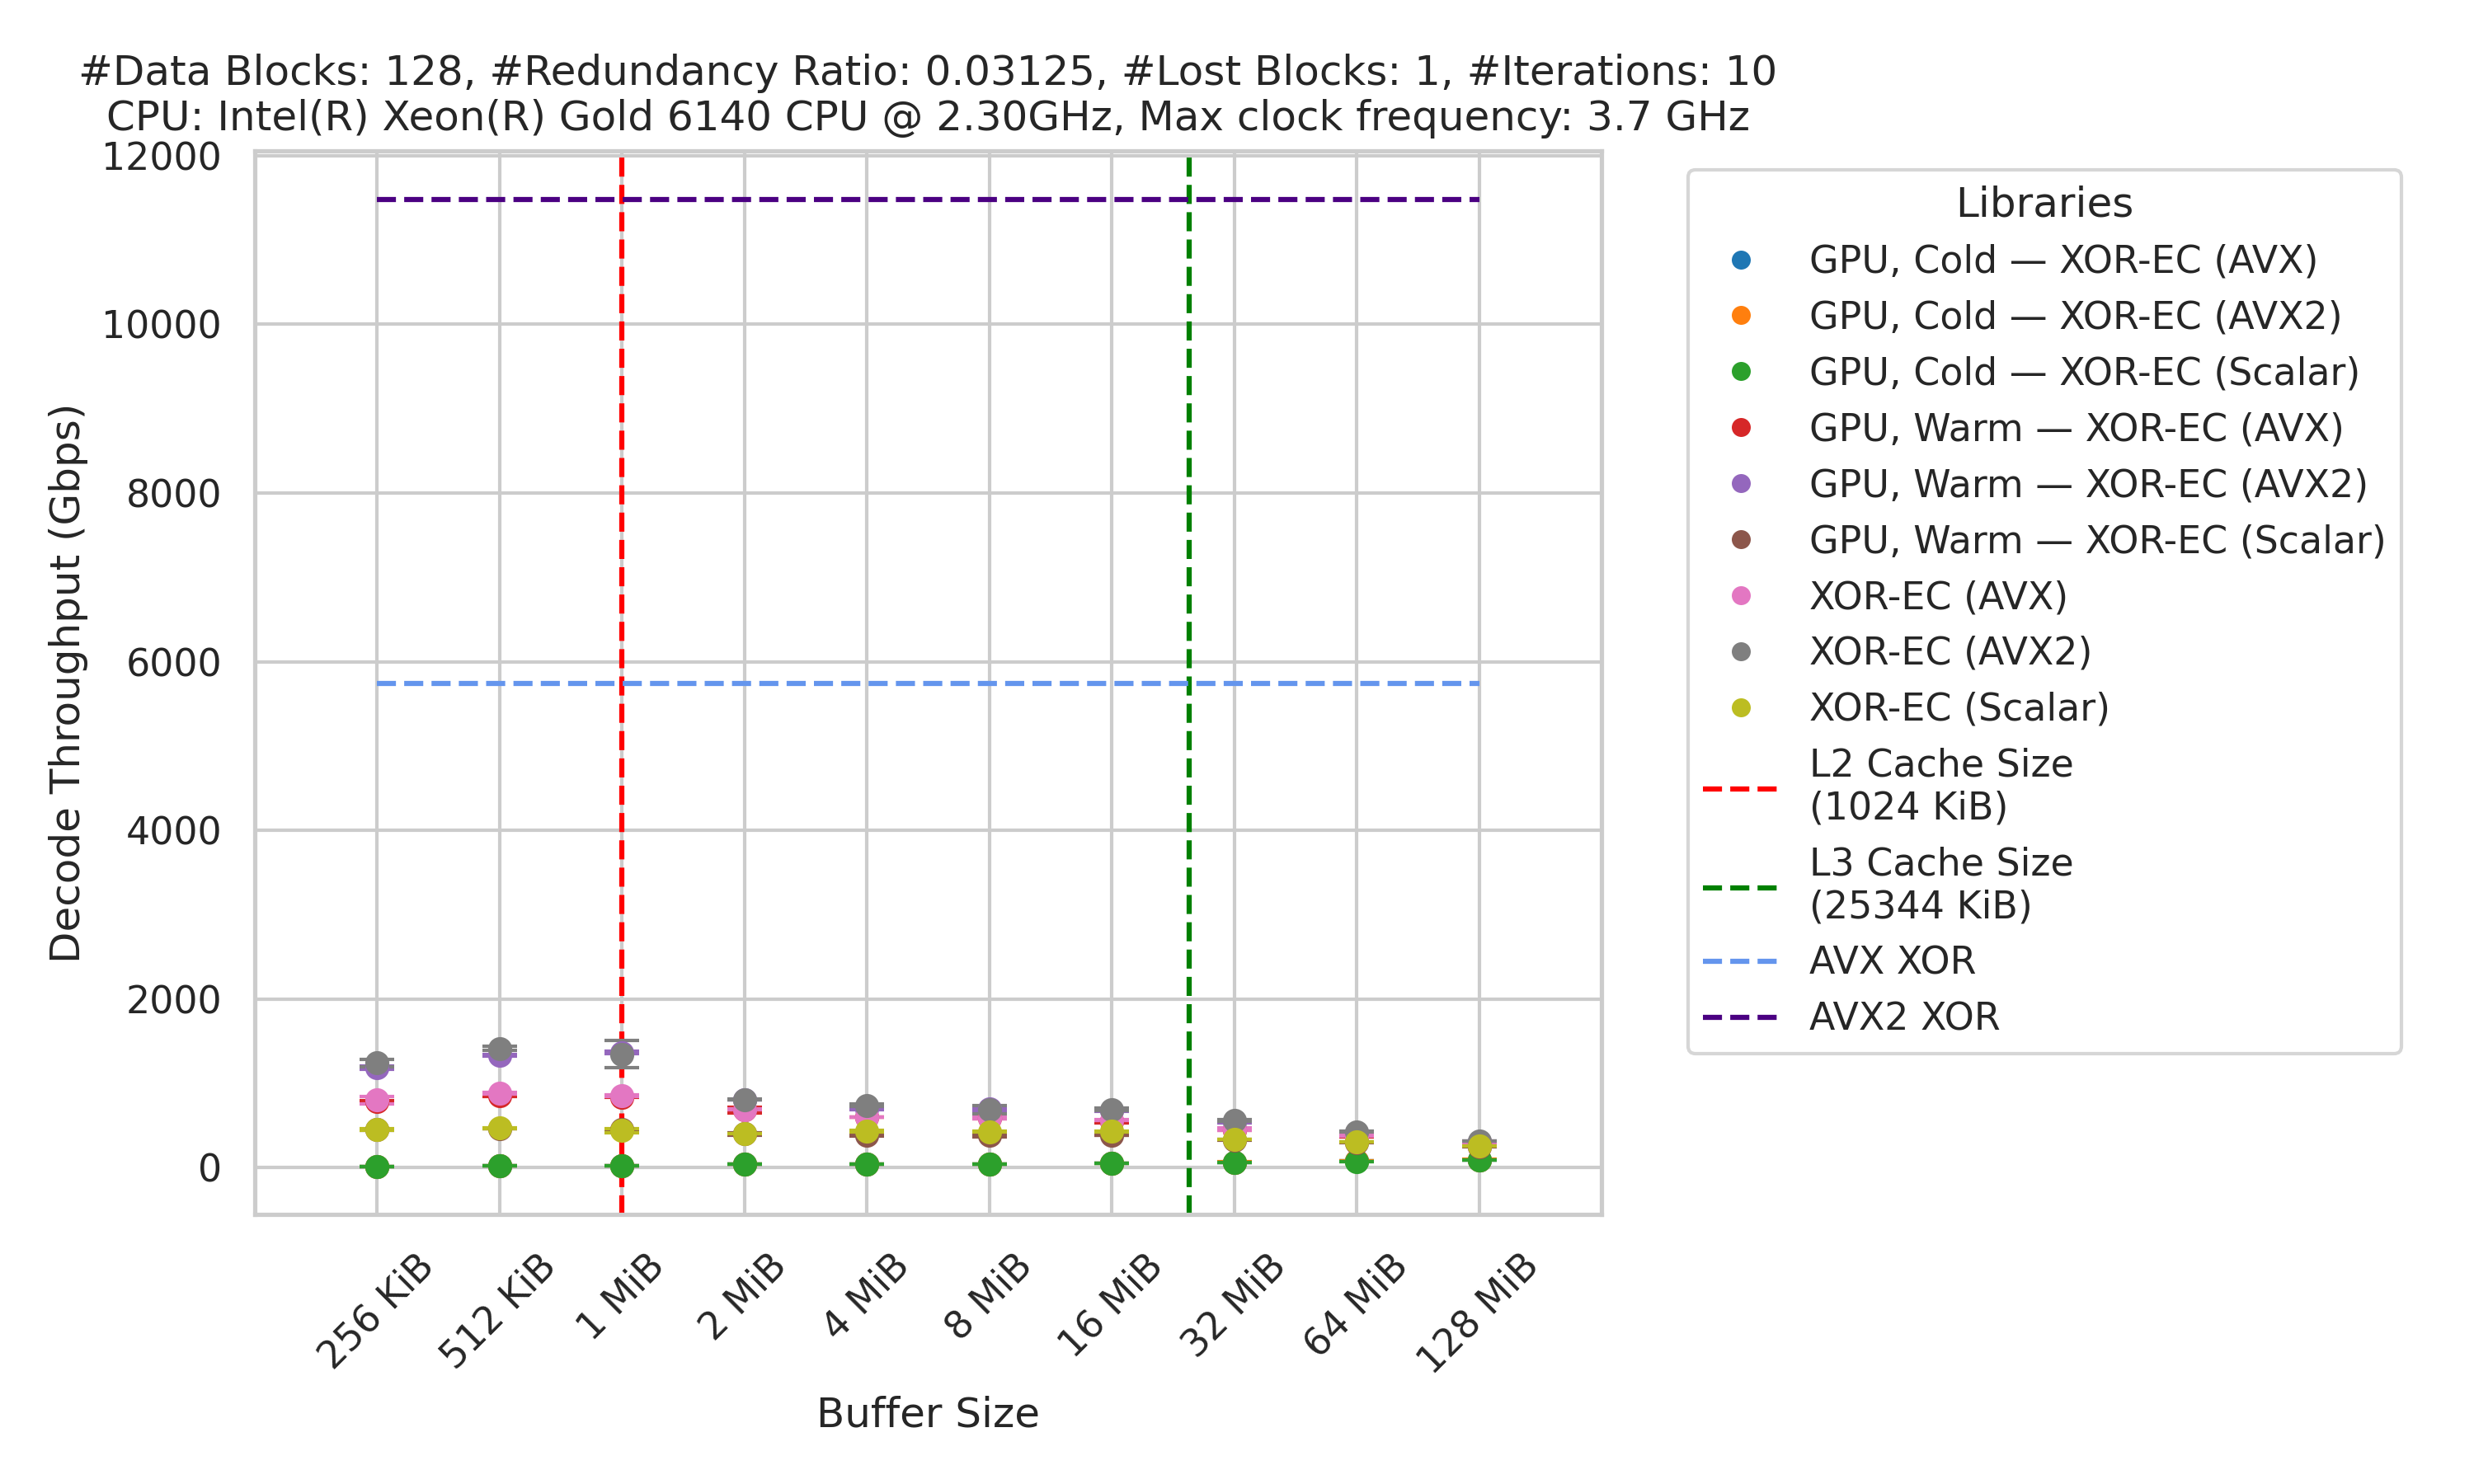 #Data Blocks: 128, #Redundancy Ratio: 0.03125, #Lost Blocks: 1, #Iterations: 10
CPU: Intel(R) Xeon(R) Gold 6140 CPU @ 2.30GHz, Max clock frequency: 3.7 GHz
12000
10000
8000
6000
4000
2000
0
Decode Throughput (Gbps)
256 KiB
512 KiB
1 MiB
2 MiB
4 MiB
8 MiB
16 MiB
32 MiB
64 MiB
128 MiB
Buffer Size
Libraries
GPU, Cold — XOR-EC (AVX)
GPU, Cold — XOR-EC (AVX2)
GPU, Cold — XOR-EC (Scalar)
GPU, Warm — XOR-EC (AVX)
GPU, Warm — XOR-EC (AVX2)
GPU, Warm — XOR-EC (Scalar)
XOR-EC (AVX)
XOR-EC (AVX2)
XOR-EC (Scalar)
L2 Cache Size
(1024 KiB)
L3 Cache Size
(25344 KiB)
AVX XOR
AVX2 XOR